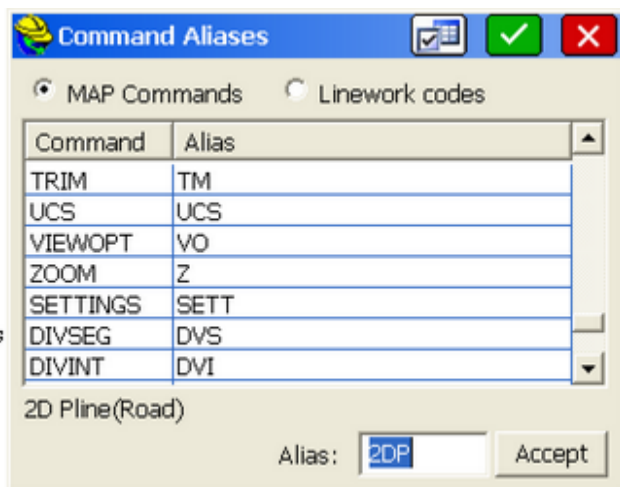 Command Aliases
MAP Commands Linework codes
Command Alias
TRIM TM
UCS UCS
VIEWOPT VO
ZOOM Z
SETTINGS SETT
DIVSEG DVS
DIVINT DVI
2D Pline(Road)
Alias: 2DP Accept